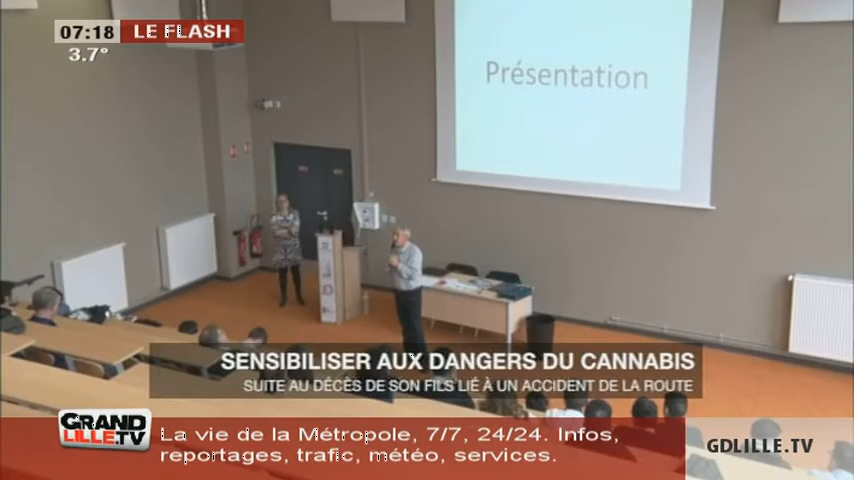 07:18 LE FLASH
3.7°
Présentation
SENSIBILISER AUX DANGERS DU CANNABIS
SUITE AU DÉCÈS DE SON FILS LIÉ À UN ACCIDENT DE LA ROUTE
GRAND
LILLE.TV
La vie de la Métropole, 7/7, 24/24. Infos,
reportages, trafic, météo, services.
GDLILLE.TV